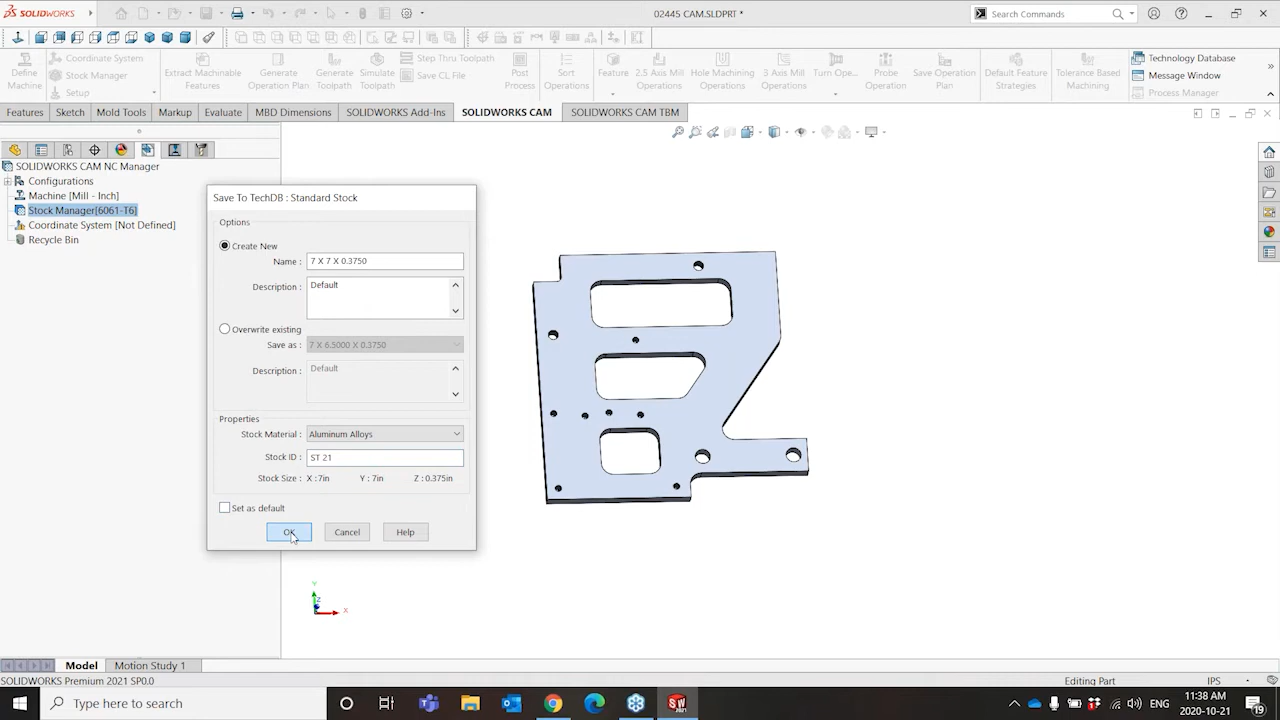 SOLIDWORKS
02445 CAM.SLDPRT *
Search Commands
Define Machine
Coordinate System
Stock Manager
Setup
Extract Machinable Features
Generate Operation Plan
Generate Toolpath
Simulate Toolpath
Step Thru Toolpath
Save CL File
Post Process
Sort Operations
Feature
2.5 Axis Mill Operations
Hole Machining Operations
3 Axis Mill Operations
Turn Ope...
Probe Operation
Save Operation Plan
Default Feature Strategies
Tolerance Based Machining
Technology Database
Message Window
Process Manager
Features
Sketch
Mold Tools
Markup
Evaluate
MBD Dimensions
SOLIDWORKS Add-Ins
SOLIDWORKS CAM
SOLIDWORKS CAM TBM
SOLIDWORKS CAM NC Manager
Configurations
Machine [Mill - Inch]
Stock Manager[6061-T6]
Coordinate System [Not Defined]
Recycle Bin
Save To TechDB : Standard Stock
Options
Create New
Name : 7 X 7 X 0.3750
Description : Default
Overwrite existing
Save as : 7 X 6.5000 X 0.3750
Description : Default
Properties
Stock Material : Aluminum Alloys
Stock ID : ST 21
Stock Size : X : 7in Y : 7in Z : 0.375in
Set as default
OK
Cancel
Help
Y
Z
X
Model
Motion Study 1
SOLIDWORKS Premium 2021 SP0.0
Editing Part
IPS
Type here to search
ENG
11:38 AM
2020-10-21